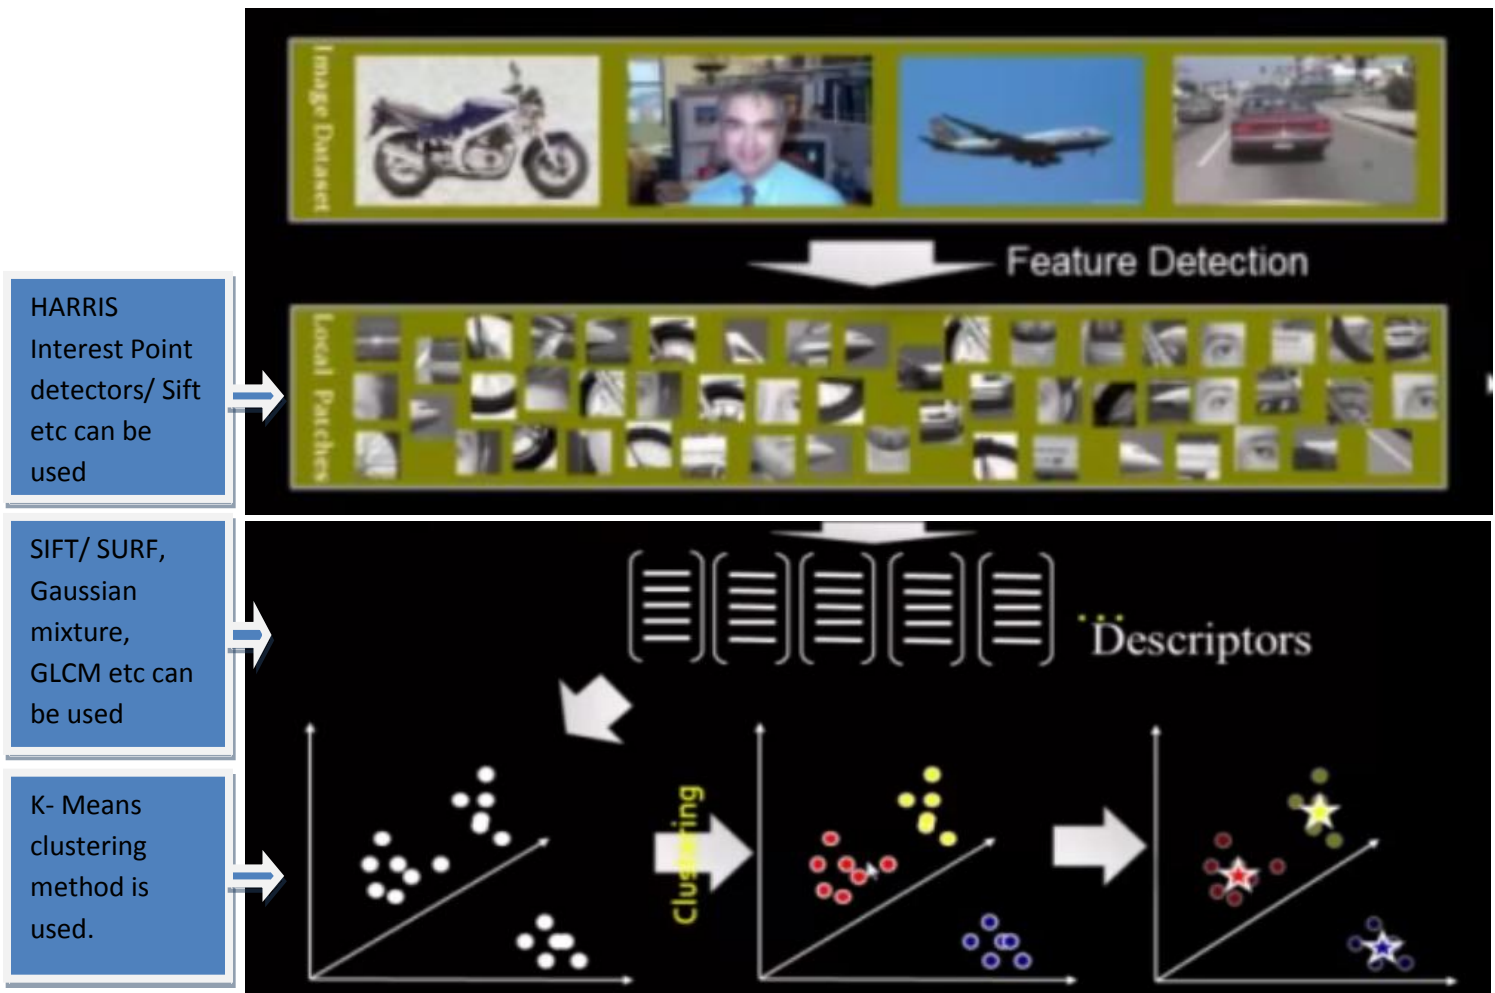 Image Dataset
Feature Detection
HARRIS
Interest Point
detectors/ Sift
etc can be
used
Local Patches
SIFT/ SURF,
Gaussian
mixture,
GLCM etc can
be used
...
Descriptors
K- Means
clustering
method is
used.
Clustering